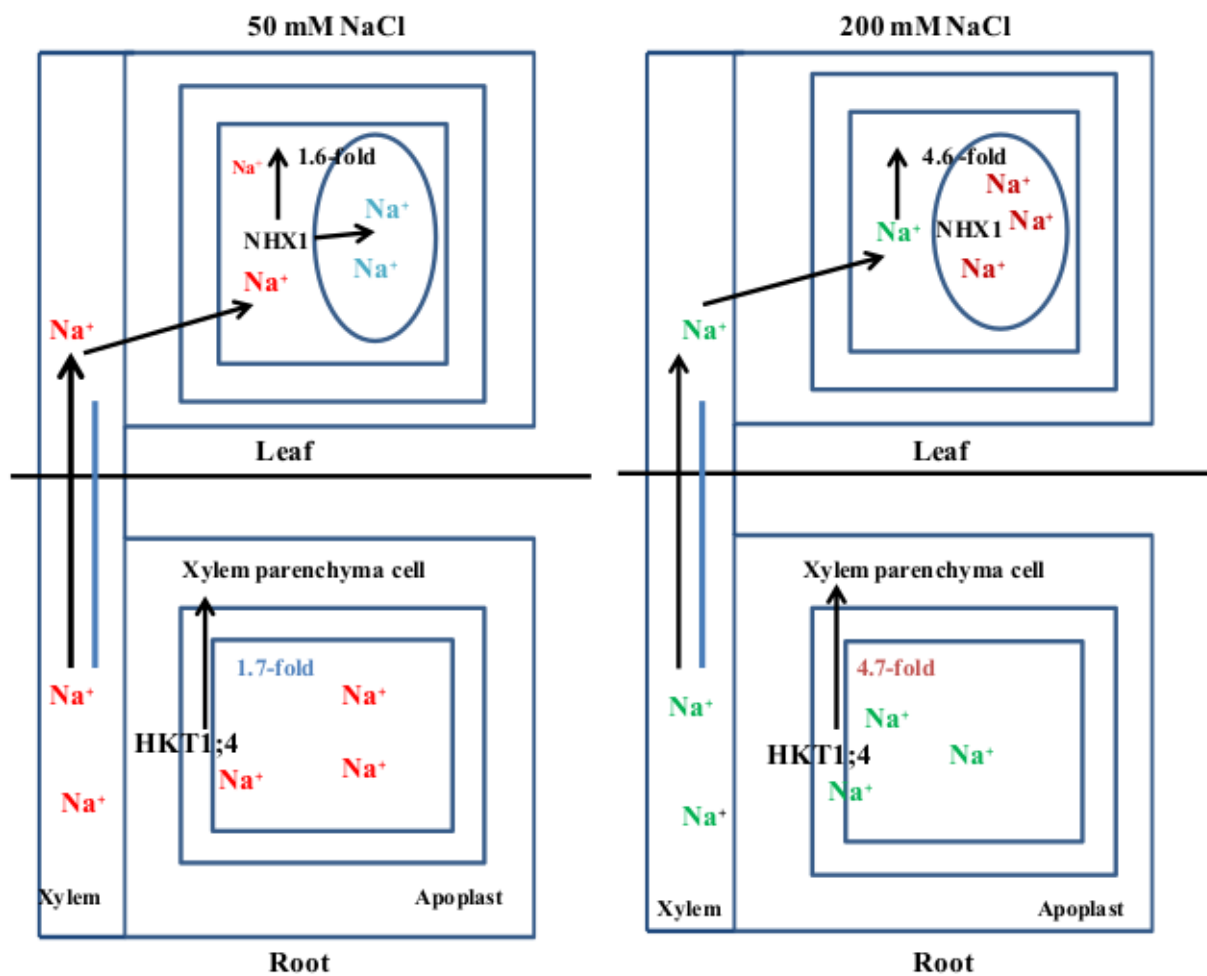 50 mM NaCl
Na⁺ 1.6-fold
Na⁺
NHX1
Na⁺
Na⁺
Na⁺
Leaf
Xylem parenchyma cell
1.7-fold
Na⁺
Na⁺
HKT1;4
Na⁺
Na⁺
Na⁺
Xylem
Apoplast
Root
200 mM NaCl
4.6-fold
Na⁺
Na⁺ NHX1 Na⁺
Na⁺
Na⁺
Leaf
Xylem parenchyma cell
4.7-fold
Na⁺
Na⁺
HKT1;4
Na⁺
Na⁺
Na⁺
Xylem
Apoplast
Root